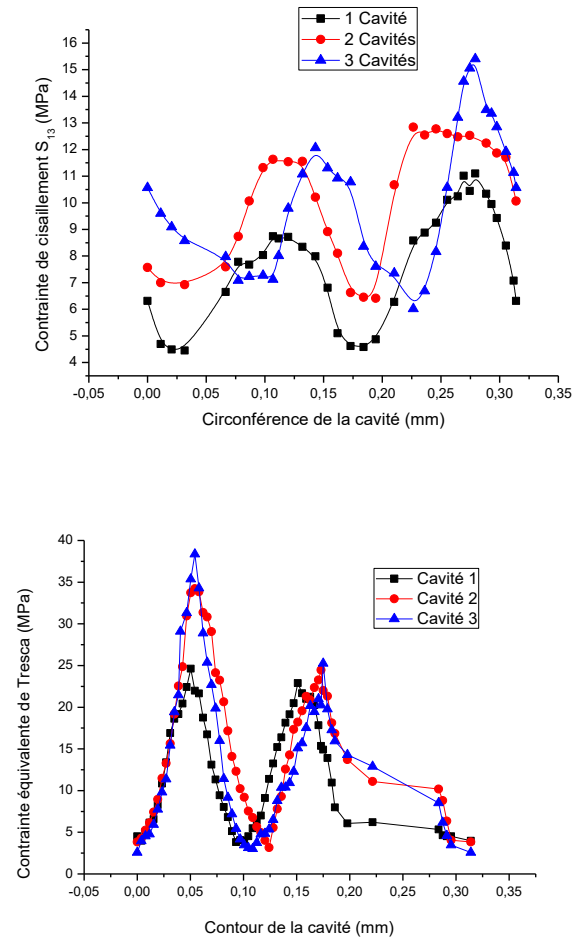 1 Cavité
2 Cavités
3 Cavités
16
15
14
13
12
11
10
9
8
7
6
5
4
Contrainte de cisaillement S13 (MPa)
-0,05 0,00 0,05 0,10 0,15 0,20 0,25 0,30 0,35
Circonférence de la cavité (mm)
40
35
30
25
20
15
10
5
0
Contrainte équivalente de Tresca (MPa)
Cavité 1
Cavité 2
Cavité 3
-0,05 0,00 0,05 0,10 0,15 0,20 0,25 0,30 0,35
Contour de la cavité (mm)